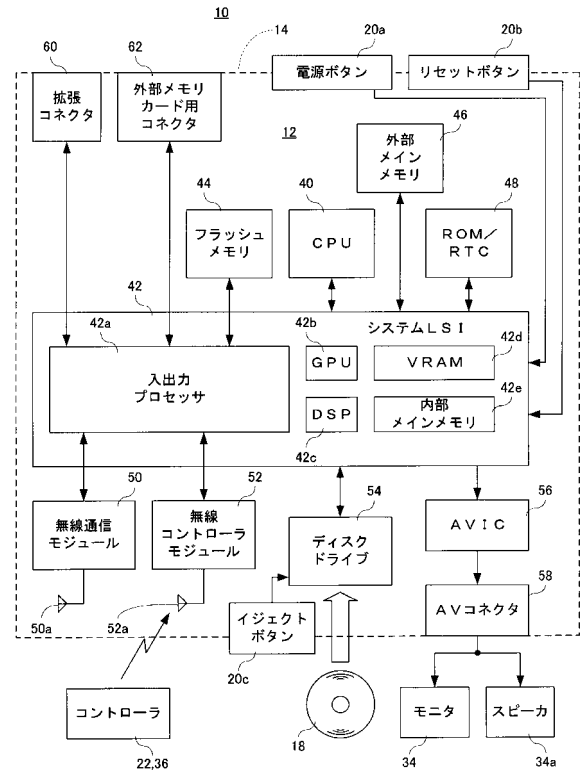 10
60
62
14
20a
20b
拡張
コネクタ
外部メモリ
カード用
コネクタ
電源ボタン
リセットボタン
12
46
外部
メイン
メモリ
44
フラッシュ
メモリ
40
CPU
48
ROM/
RTC
42
システムLSI
42a
入出力
プロセッサ
42b
GPU
42d
VRAM
DSP
42c
42e
内部
メインメモリ
50
無線通信
モジュール
52
無線
コントローラ
モジュール
54
ディスク
ドライブ
56
AVIC
50a
52a
イジェクト
ボタン
20c
58
AVコネクタ
コントローラ
22,36
18
モニタ
34
スピーカ
34a